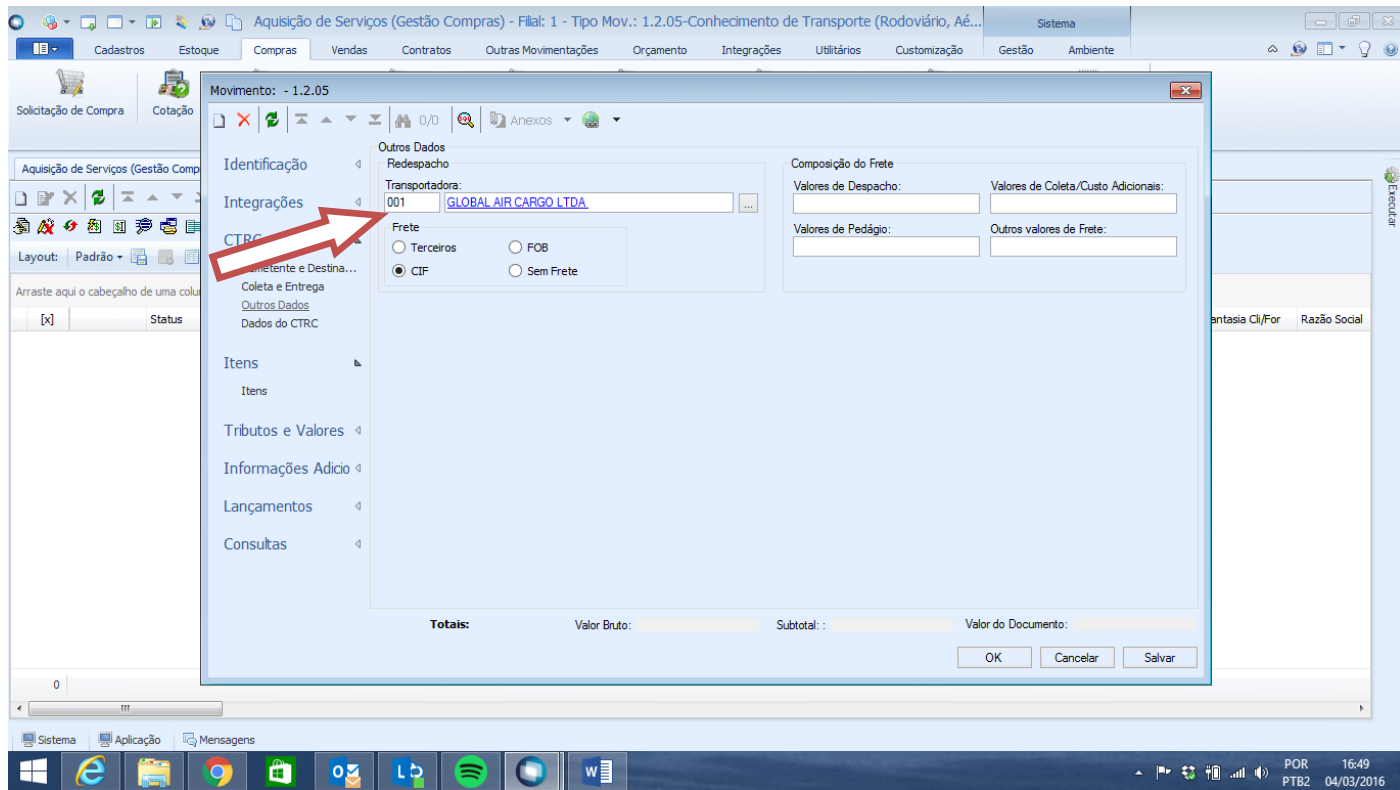 Aquisição de Serviços (Gestão Compras) - Filial: 1 - Tipo Mov.: 1.2.05-Conhecimento de Transporte (Rodoviário, Aé...
Sistema
Cadastros Estoque Compras Vendas Contratos Outras Movimentações Orçamento Integrações Utilitários Customização Gestão Ambiente
Solicitação de Compra Cotação
Movimento: - 1.2.05
0/0 Anexos
Aquisição de Serviços (Gestão Comp
Layout: Padrão
Arraste aqui o cabeçalho de uma colu
[x] Status
Identificação
Integrações
Outros Dados
Coleta e Entrega
Outros Dados
Dados do CTRC
Itens
Itens
Tributos e Valores
Informações Adicio
Lançamentos
Consultas
Redespacho
Transportadora:
001 GLOBAL AIR CARGO LTDA
...
Frete
Terceiros FOB
CIF Sem Frete
Composição do Frete
Valores de Despacho: Valores de Coleta/Custo Adicionais:
Valores de Pedágio: Outros valores de Frete:
Totais: Valor Bruto: Subtotal: : Valor do Documento:
OK Cancelar Salvar
antasia Cli/For Razão Social
Executar
0
Sistema Aplicação Mensagens
POR 16:49
PTB2 04/03/2016